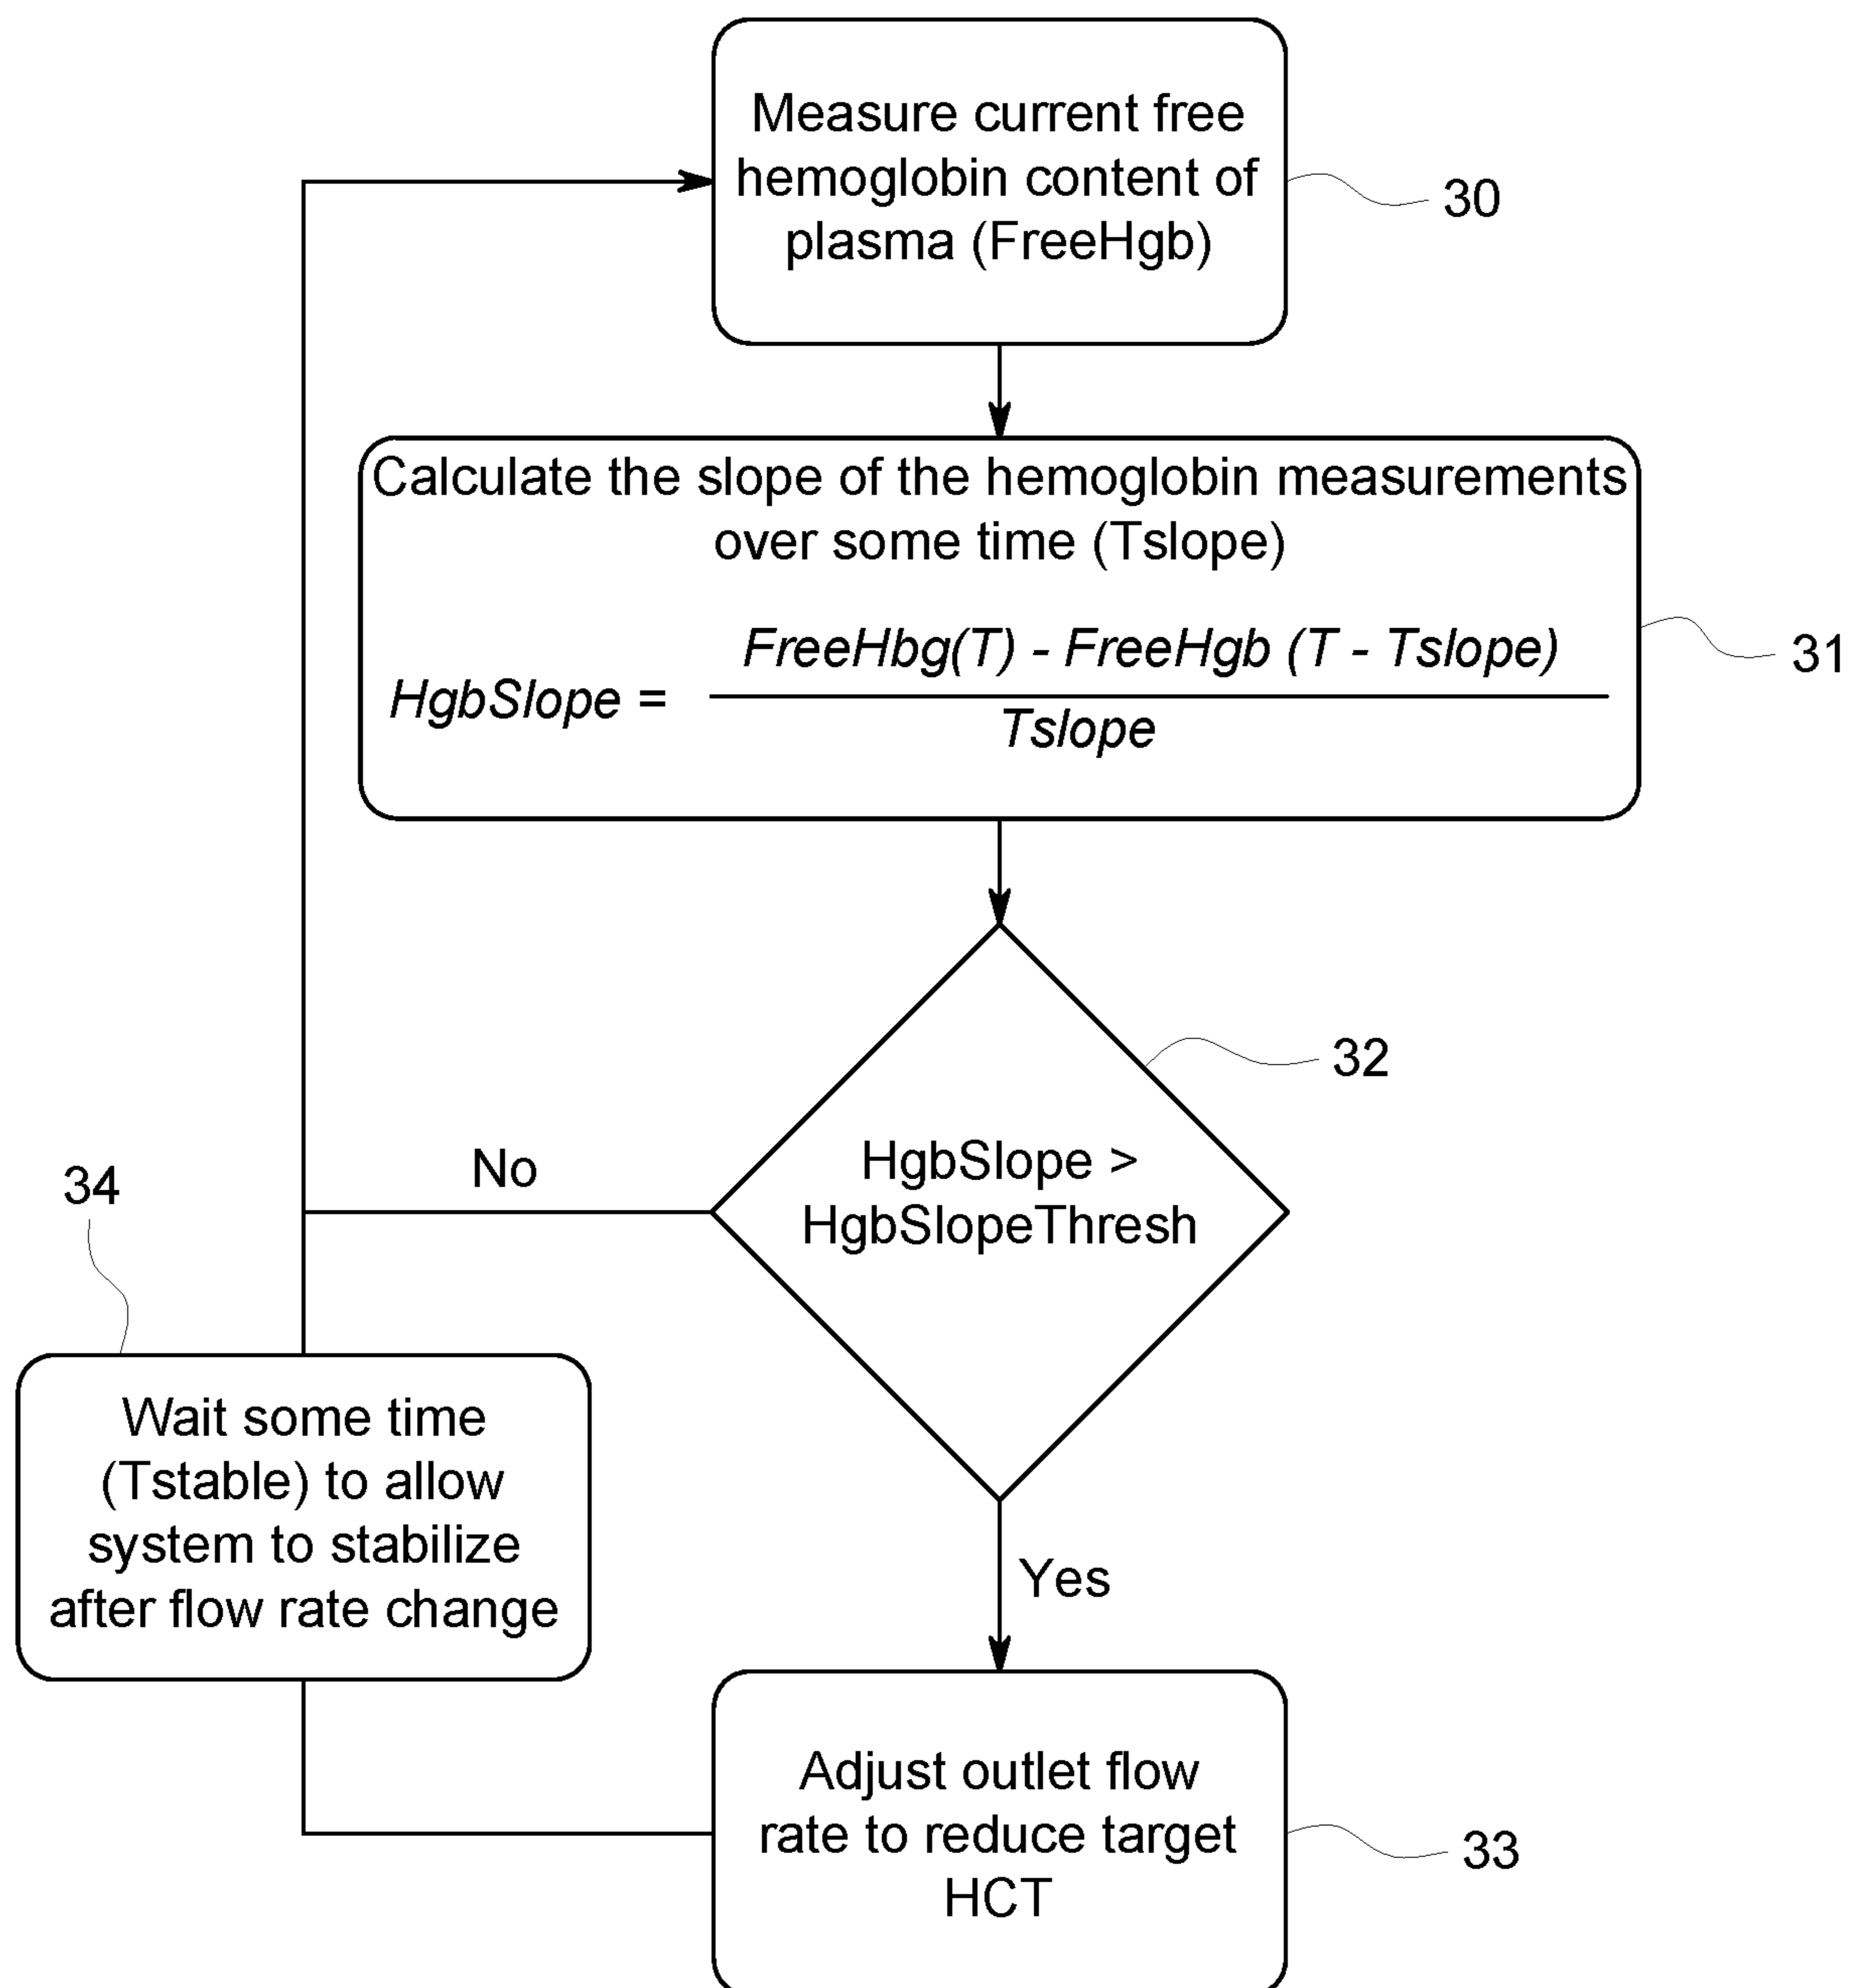 Measure current free
hemoglobin content of
plasma (FreeHgb)
30
Calculate the slope of the hemoglobin measurements
over some time (Tslope)
HgbSlope = FreeHbg(T) - FreeHgb (T - Tslope)
Tslope
31
32
HgbSlope >
HgbSlopeThresh
No
34
Wait some time
(Tstable) to allow
system to stabilize
after flow rate change
Yes
Adjust outlet flow
rate to reduce target
HCT
33